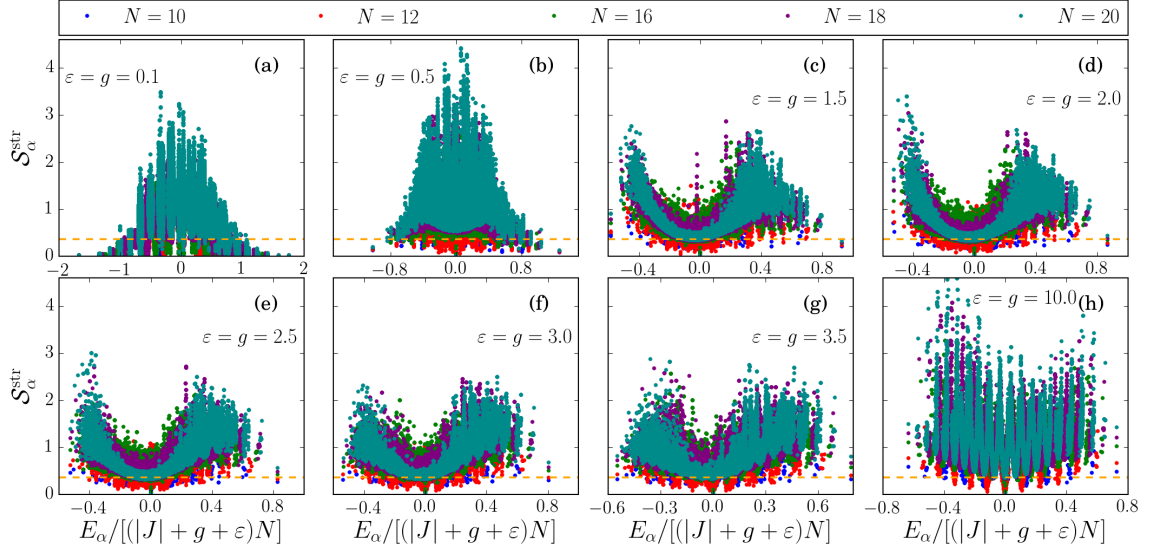 N = 10 N = 12 N = 16 N = 18 N = 20
(a) (b) (c) (d)
ε = g = 0.1 ε = g = 0.5 ε = g = 1.5 ε = g = 2.0
S_α^str
4
3
2
1
0
−2 −1 0 1 2 −0.8 0.0 0.8 −0.4 0.0 0.4 0.8 −0.4 0.0 0.4 0.8
(e) (f) (g) (h)
ε = g = 2.5 ε = g = 3.0 ε = g = 3.5 ε = g = 10.0
S_α^str
4
3
2
1
0
−0.4 0.0 0.4 0.8 −0.4 0.0 0.4 0.8 −0.6 −0.3 0.0 0.3 0.6 −0.8 −0.4 0.0 0.4 0.8
E_α/[(|J| + g + ε)N] E_α/[(|J| + g + ε)N] E_α/[(|J| + g + ε)N] E_α/[(|J| + g + ε)N]